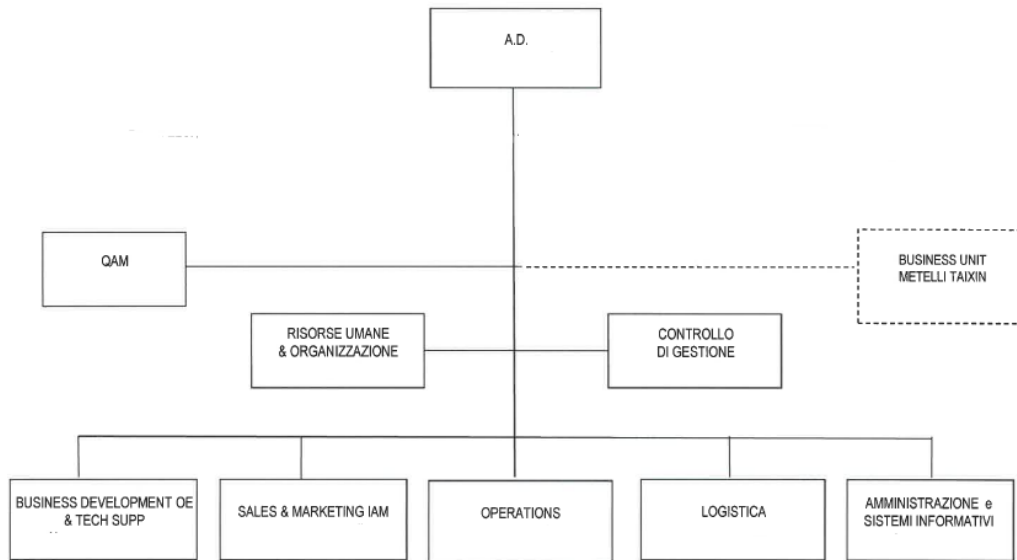 A.D.
QAM
BUSINESS UNIT
METELLI TAIXIN
RISORSE UMANE
& ORGANIZZAZIONE
CONTROLLO
DI GESTIONE
BUSINESS DEVELOPMENT OE
& TECH SUPP
SALES & MARKETING IAM
OPERATIONS
LOGISTICA
AMMINISTRAZIONE e
SISTEMI INFORMATIVI